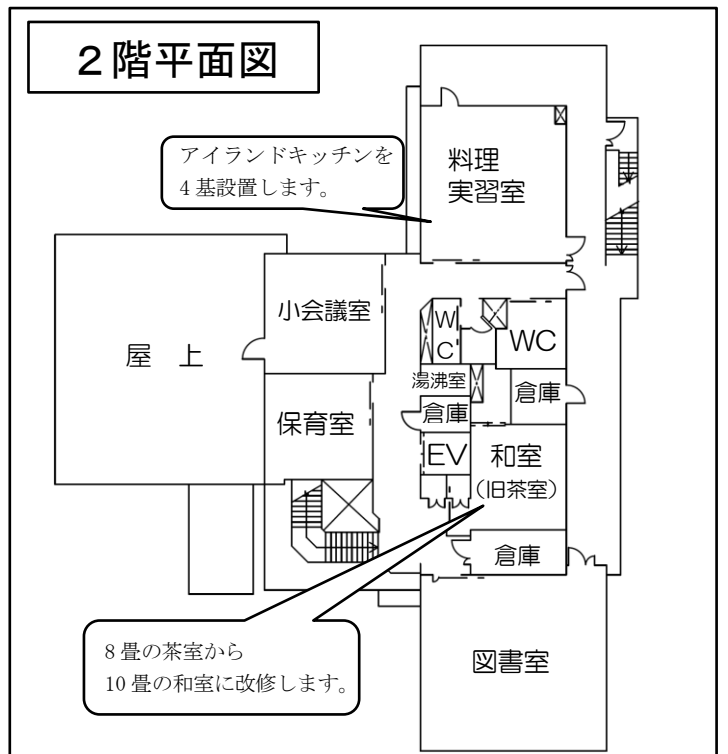 ２階平面図
アイランドキッチンを
４基設置します。
料理
実習室
小会議室
屋　上
W
C
WC
湯沸室
倉庫
倉庫
保育室
EV
和室
（旧茶室）
倉庫
8 畳の茶室から
10 畳の和室に改修します。
図書室